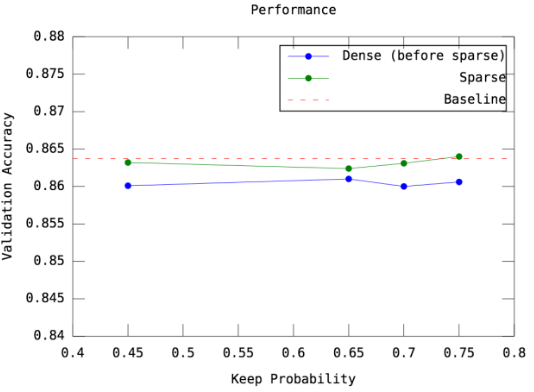 Performance
0.88
0.875
0.87
0.865
0.86
0.855
0.85
0.845
0.84
Validation Accuracy
Dense (before sparse)
Sparse
Baseline
0.4 0.45 0.5 0.55 0.6 0.65 0.7 0.75 0.8
Keep Probability